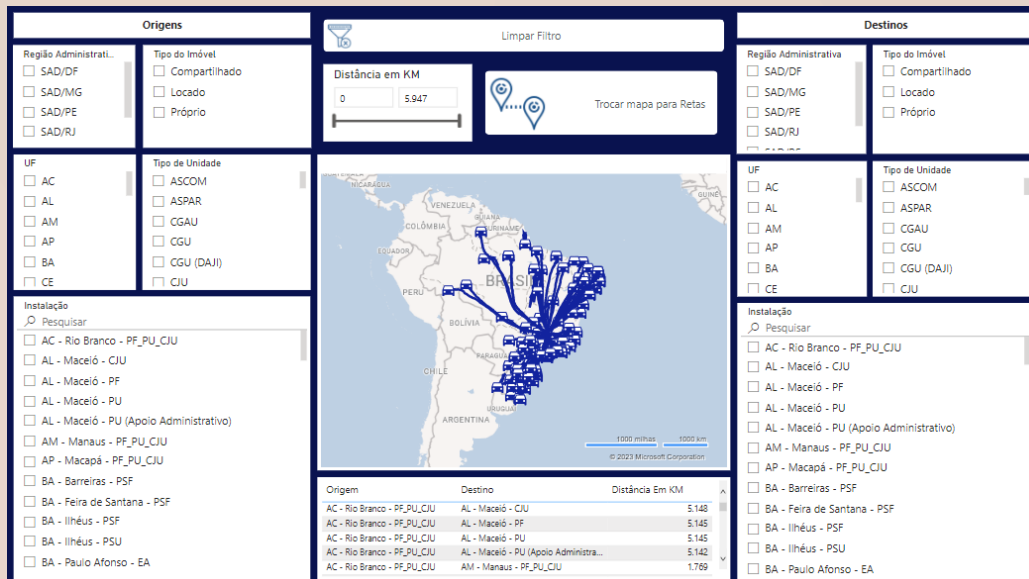 Origens
Região Administrati..
SAD/DF
SAD/MG
SAD/PE
SAD/RJ
Tipo do Imóvel
Compartilhado
Locado
Próprio
UF
AC
AL
AM
AP
BA
CE
Tipo de Unidade
ASCOM
ASPAR
CGAU
CGU
CGU (DAJI)
CJU
Instalação
Pesquisar
AC - Rio Branco - PF_PU_CJU
AL - Maceió - CJU
AL - Maceió - PF
AL - Maceió - PU
AL - Maceió - PU (Apoio Administrativo)
AM - Manaus - PF_PU_CJU
AP - Macapá - PF_PU_CJU
BA - Barreiras - PSF
BA - Feira de Santana - PSF
BA - Ilhéus - PSF
BA - Ilhéus - PSU
BA - Paulo Afonso - EA
Limpar Filtro
Distância em KM
0
5.947
Trocar mapa para Retas
NICARÁGUA
VENEZUELA
GUIANA
SURINAME
COLÔMBIA
EQUADOR
GUINÉ
BRASIL
PERU
BOLÍVIA
PARAGUA
CHILE
URUGUAI
ARGENTINA
1000 milhas
1000 km
© 2023 Microsoft Corporation
Origem Destino Distância Em KM
AC - Rio Branco - PF_PU_CJU AL - Maceió - CJU 5.148
AC - Rio Branco - PF_PU_CJU AL - Maceió - PF 5.145
AC - Rio Branco - PF_PU_CJU AL - Maceió - PU 5.145
AC - Rio Branco - PF_PU_CJU AL - Maceió - PU (Apoio Administra... 5.142
AC - Rio Branco - PF_PU_CJU AM - Manaus - PF_PU_CJU 1.769
Destinos
Região Administrativa
SAD/DF
SAD/MG
SAD/PE
SAD/RJ
Tipo do Imóvel
Compartilhado
Locado
Próprio
UF
AC
AL
AM
AP
BA
CE
Tipo de Unidade
ASCOM
ASPAR
CGAU
CGU
CGU (DAJI)
CJU
Instalação
Pesquisar
AC - Rio Branco - PF_PU_CJU
AL - Maceió - CJU
AL - Maceió - PF
AL - Maceió - PU
AL - Maceió - PU (Apoio Administrativo)
AM - Manaus - PF_PU_CJU
AP - Macapá - PF_PU_CJU
BA - Barreiras - PSF
BA - Feira de Santana - PSF
BA - Ilhéus - PSF
BA - Ilhéus - PSU
BA - Paulo Afonso - EA